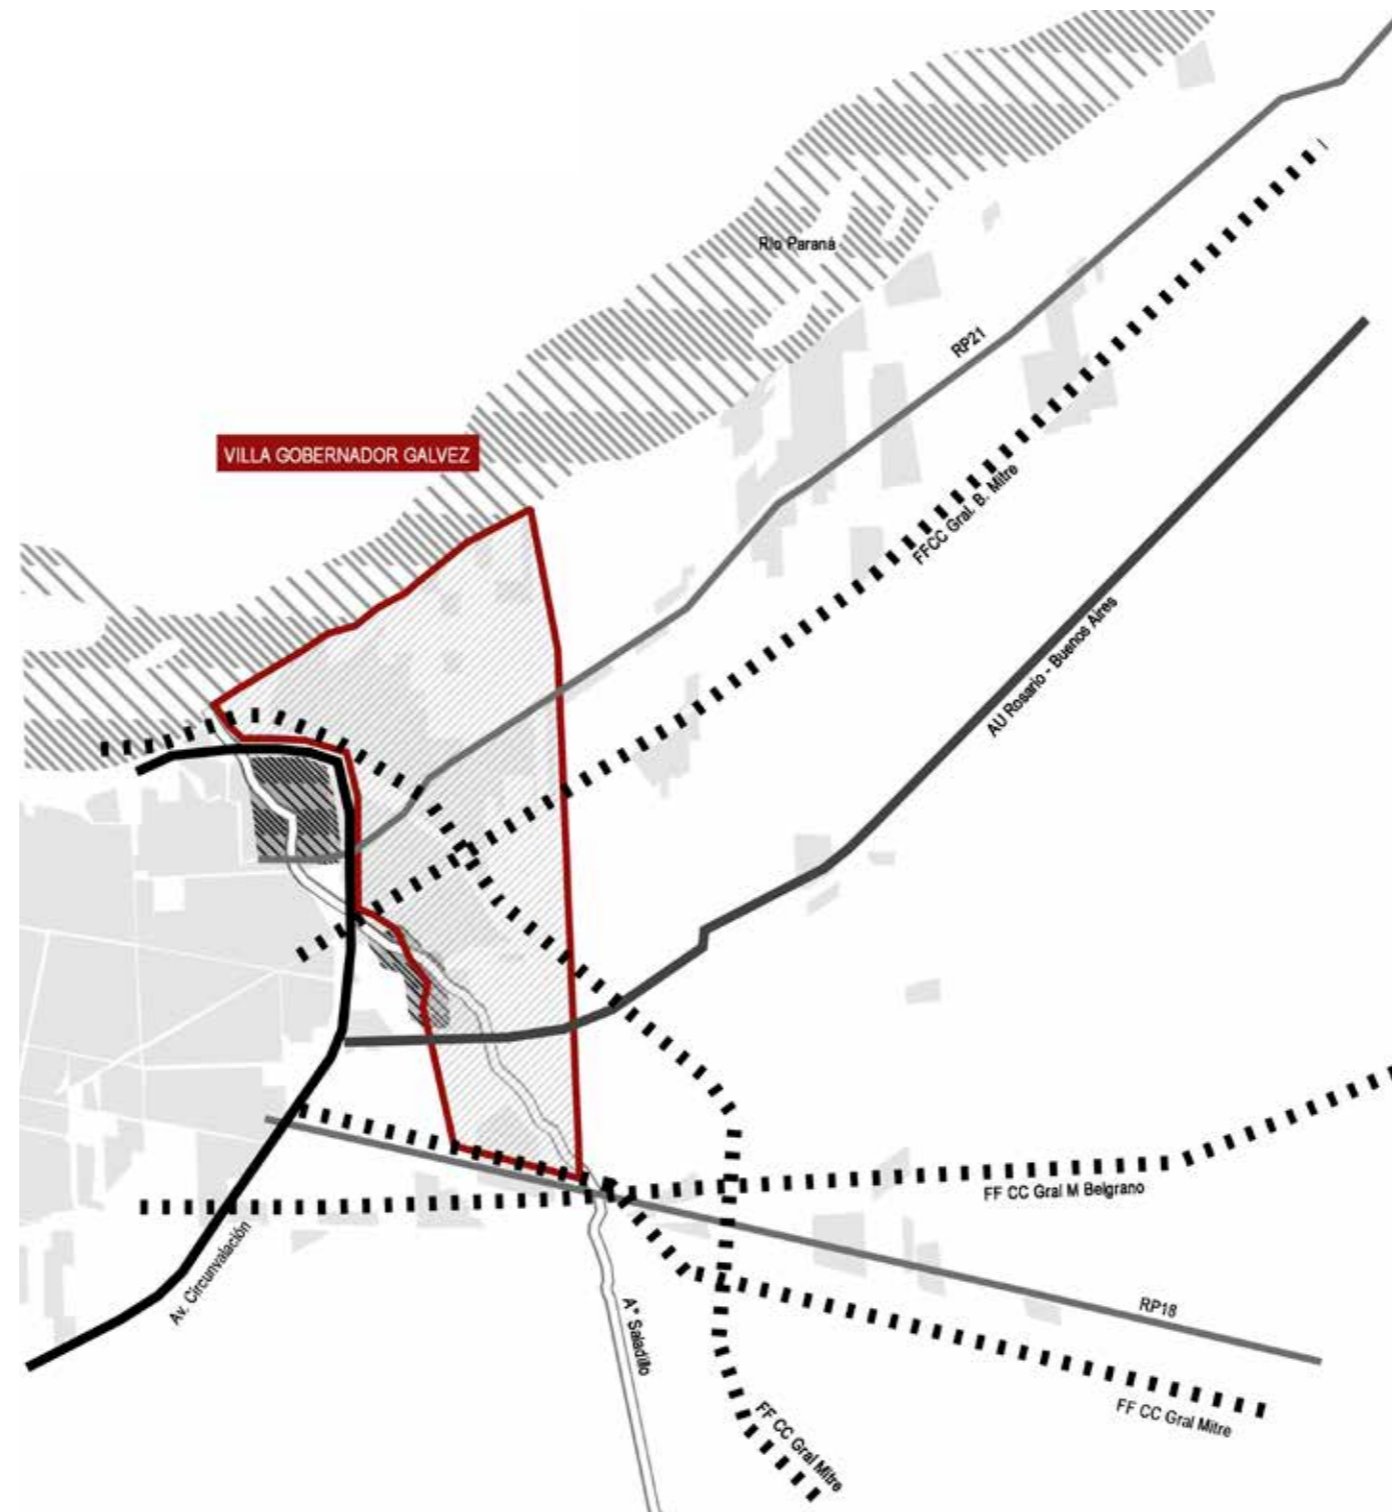 Río Paraná
RP21
VILLA GOBERNADOR GALVEZ
FFCC Gral. B. Mitre
AU Rosario - Buenos Aires
FF CC Gral M Belgrano
Av. Circunvalación
A° Saladillo
RP18
FF CC Gral Mitre
FF CC Gral Mitre